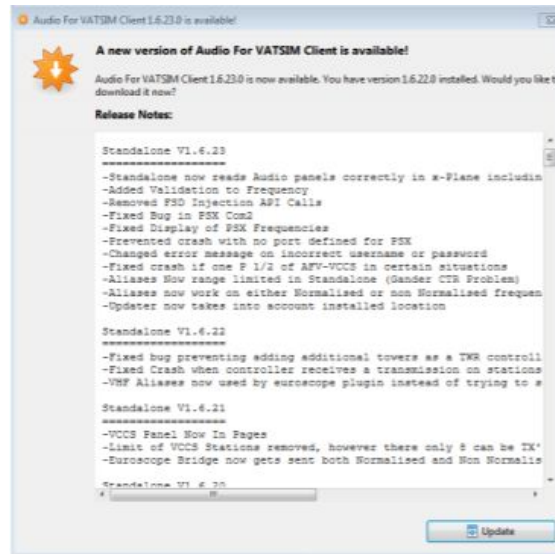 Audio For VATSIM Client 1.6.23.0 is available!
A new version of Audio For VATSIM Client is available!
Audio For VATSIM Client 1.6.23.0 is now available. You have version 1.6.22.0 installed. Would you like t
download it now?
Release Notes:
Standalone V1.6.23
==================
-Standalone now reads Audio panels correctly in x-Plane includin
-Added Validation to Frequency
-Removed FSD Injection API Calls
-Fixed Bug in PSX Com2
-Fixed Display of PSX Frequencies
-Prevented crash with no port defined for PSX
-Changed error message on incorrect username or password
-Fixed crash if one P 1/2 of AFV-VCCS in certain situations
-Aliases Now range limited in Standalone (Gander CTR Problem)
-Aliases now work on either Normalised or non Normalised frequen
-Updater now takes into account installed location
Standalone V1.6.22
==================
-Fixed bug preventing adding additional towers as a TWR controll
-Fixed Crash when controller receives a transmission on stations
-VHF Aliases now used by euroscope plugin instead of trying to s
Standalone V1.6.21
==================
-VCCS Panel Now In Pages
-Limit of VCCS Stations removed, however there only 8 can be TX'
-Euroscope Bridge now gets sent both Normalised and Non Normalis
Standalone V1.6.20
Update